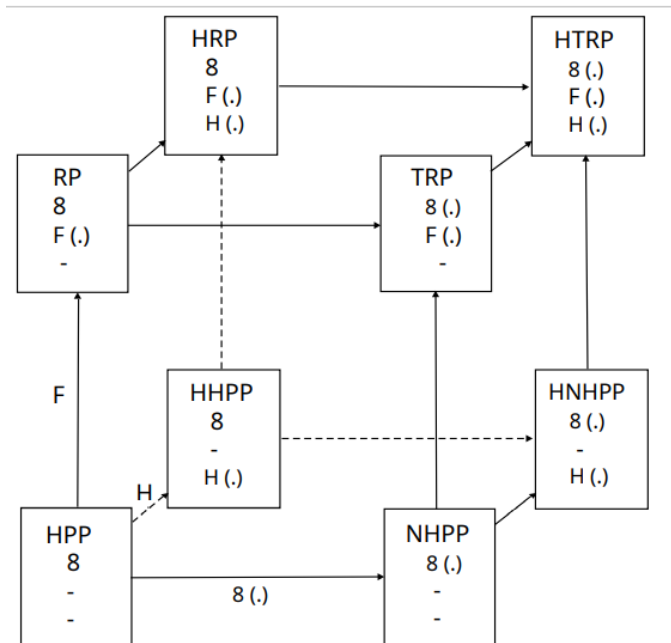 HRP
8
F (.)
H (.)
HTRP
8 (.)
F (.)
H (.)
RP
8
F (.)
-
TRP
8 (.)
F (.)
-
F
HHPP
8
-
H (.)
HNHPP
8 (.)
-
H (.)
H
HPP
8
-
-
8 (.)
NHPP
8 (.)
-
-